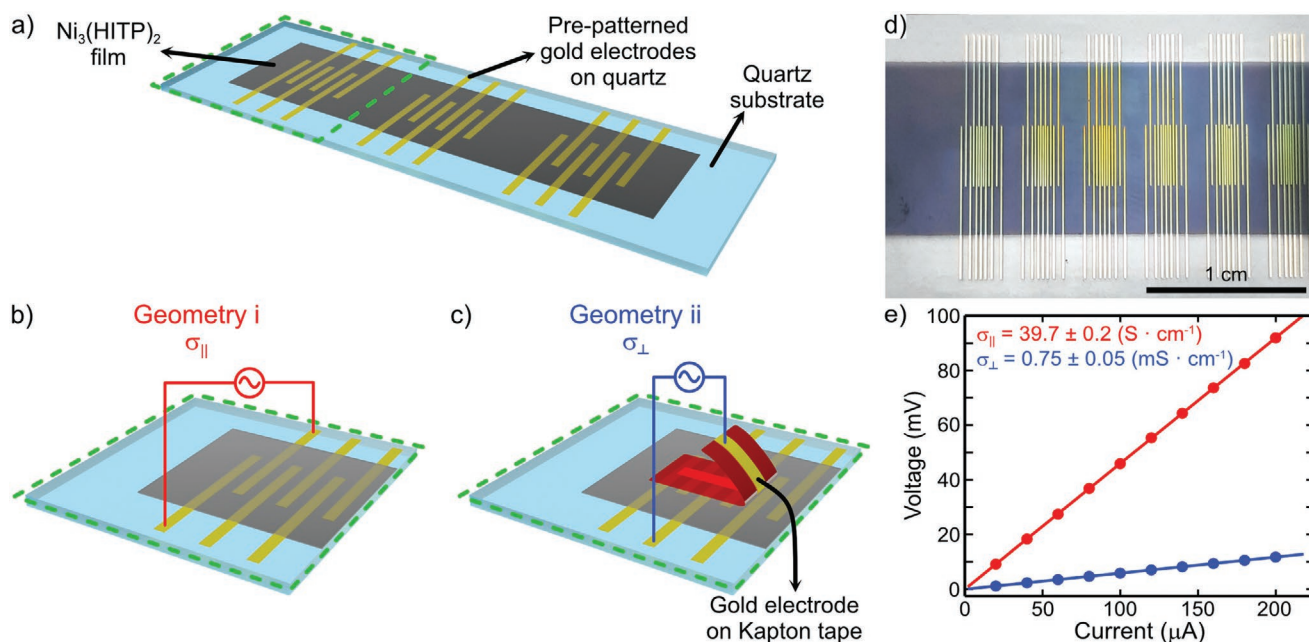 a)
Ni₃(HITP)₂
film
Pre-patterned
gold electrodes
on quartz
Quartz
substrate
d)
1 cm
b)
Geometry i
σ||
c)
Geometry ii
σ⊥
Gold electrode
on Kapton tape
e)
σ|| = 39.7 ± 0.2 (S · cm⁻¹)
σ⊥ = 0.75 ± 0.05 (mS · cm⁻¹)
Voltage (mV)
100
80
60
40
20
0
0
50
100
150
200
Current (μA)